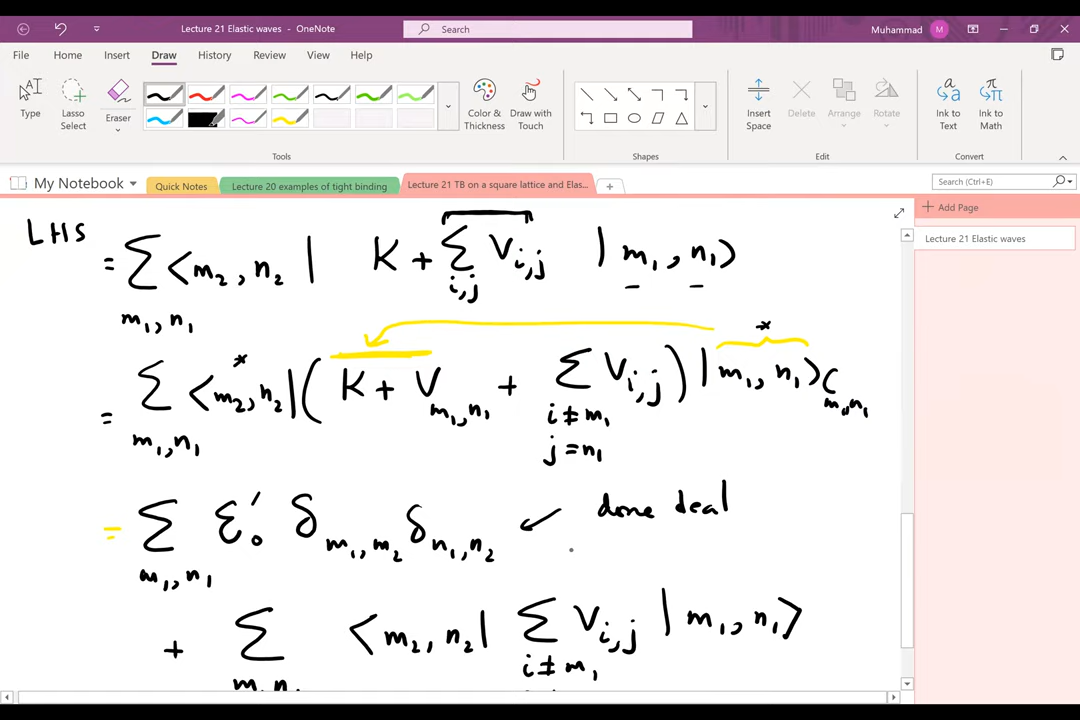 Lecture 21 Elastic waves - OneNote
Search
Muhammad M
File Home Insert Draw History Review View Help
Type
Lasso Select
Eraser
Color & Thickness
Draw with Touch
Insert Space
Delete
Arrange
Rotate
Ink to Text
Ink to Math
Tools Shapes Edit Convert
My Notebook
Quick Notes
Lecture 20 examples of tight binding
Lecture 21 TB on a square lattice and Elas...
Search (Ctrl+E)
Add Page
Lecture 21 Elastic waves
LHS
= ∑ <m₂, n₂ | K + ∑ V_{i,j} | m₁, n₁>
m₁, n₁ i,j
*
= ∑ <m₂*, n₂| ( K + V_{m₁,n₁} + ∑ V_{i,j} ) | m₁, n₁> C_{m₁,n₁}
m₁, n₁ i ≠ m₁
j = n₁
= ∑ ε₀′ δ_{m₁,m₂} δ_{n₁,n₂} ↙ done deal
m₁, n₁
+ ∑ <m₂, n₂| ∑ V_{i,j} | m₁, n₁>
m₁ n₁ i ≠ m₁